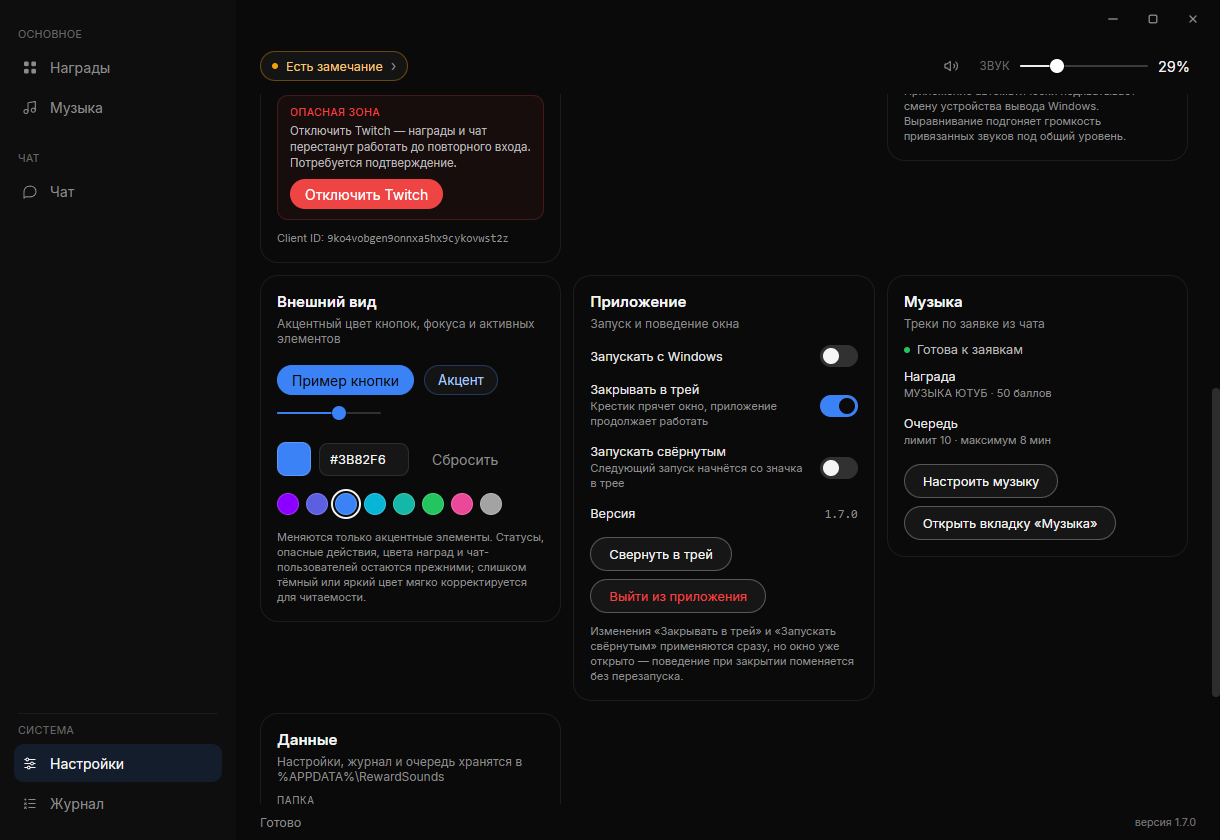 ОСНОВНОЕ
Награды
Музыка
ЧАТ
Чат
СИСТЕМА
Настройки
Журнал
Есть замечание
ЗВУК
29%
ОПАСНАЯ ЗОНА
Отключить Twitch — награды и чат
перестанут работать до повторного входа.
Потребуется подтверждение.
Отключить Twitch
Client ID: 9ko4vobgen9onnxa5hx9cykovwst2z
смену устройства вывода Windows.
Выравнивание подгоняет громкость
привязанных звуков под общий уровень.
Внешний вид
Акцентный цвет кнопок, фокуса и активных
элементов
Пример кнопки
Акцент
#3B82F6
Сбросить
Меняются только акцентные элементы. Статусы,
опасные действия, цвета наград и чат-
пользователей остаются прежними; слишком
тёмный или яркий цвет мягко корректируется
для читаемости.
Приложение
Запуск и поведение окна
Запускать с Windows
Закрывать в трей
Крестик прячет окно, приложение
продолжает работать
Запускать свёрнутым
Следующий запуск начнётся со значка
в трее
Версия 1.7.0
Свернуть в трей
Выйти из приложения
Изменения «Закрывать в трей» и «Запускать
свёрнутым» применяются сразу, но окно уже
открыто — поведение при закрытии поменяется
без перезапуска.
Музыка
Треки по заявке из чата
Готова к заявкам
Награда
МУЗЫКА ЮТУБ · 50 баллов
Очередь
лимит 10 · максимум 8 мин
Настроить музыку
Открыть вкладку «Музыка»
Данные
Настройки, журнал и очередь хранятся в
%APPDATA%\RewardSounds
ПАПКА
Готово
версия 1.7.0